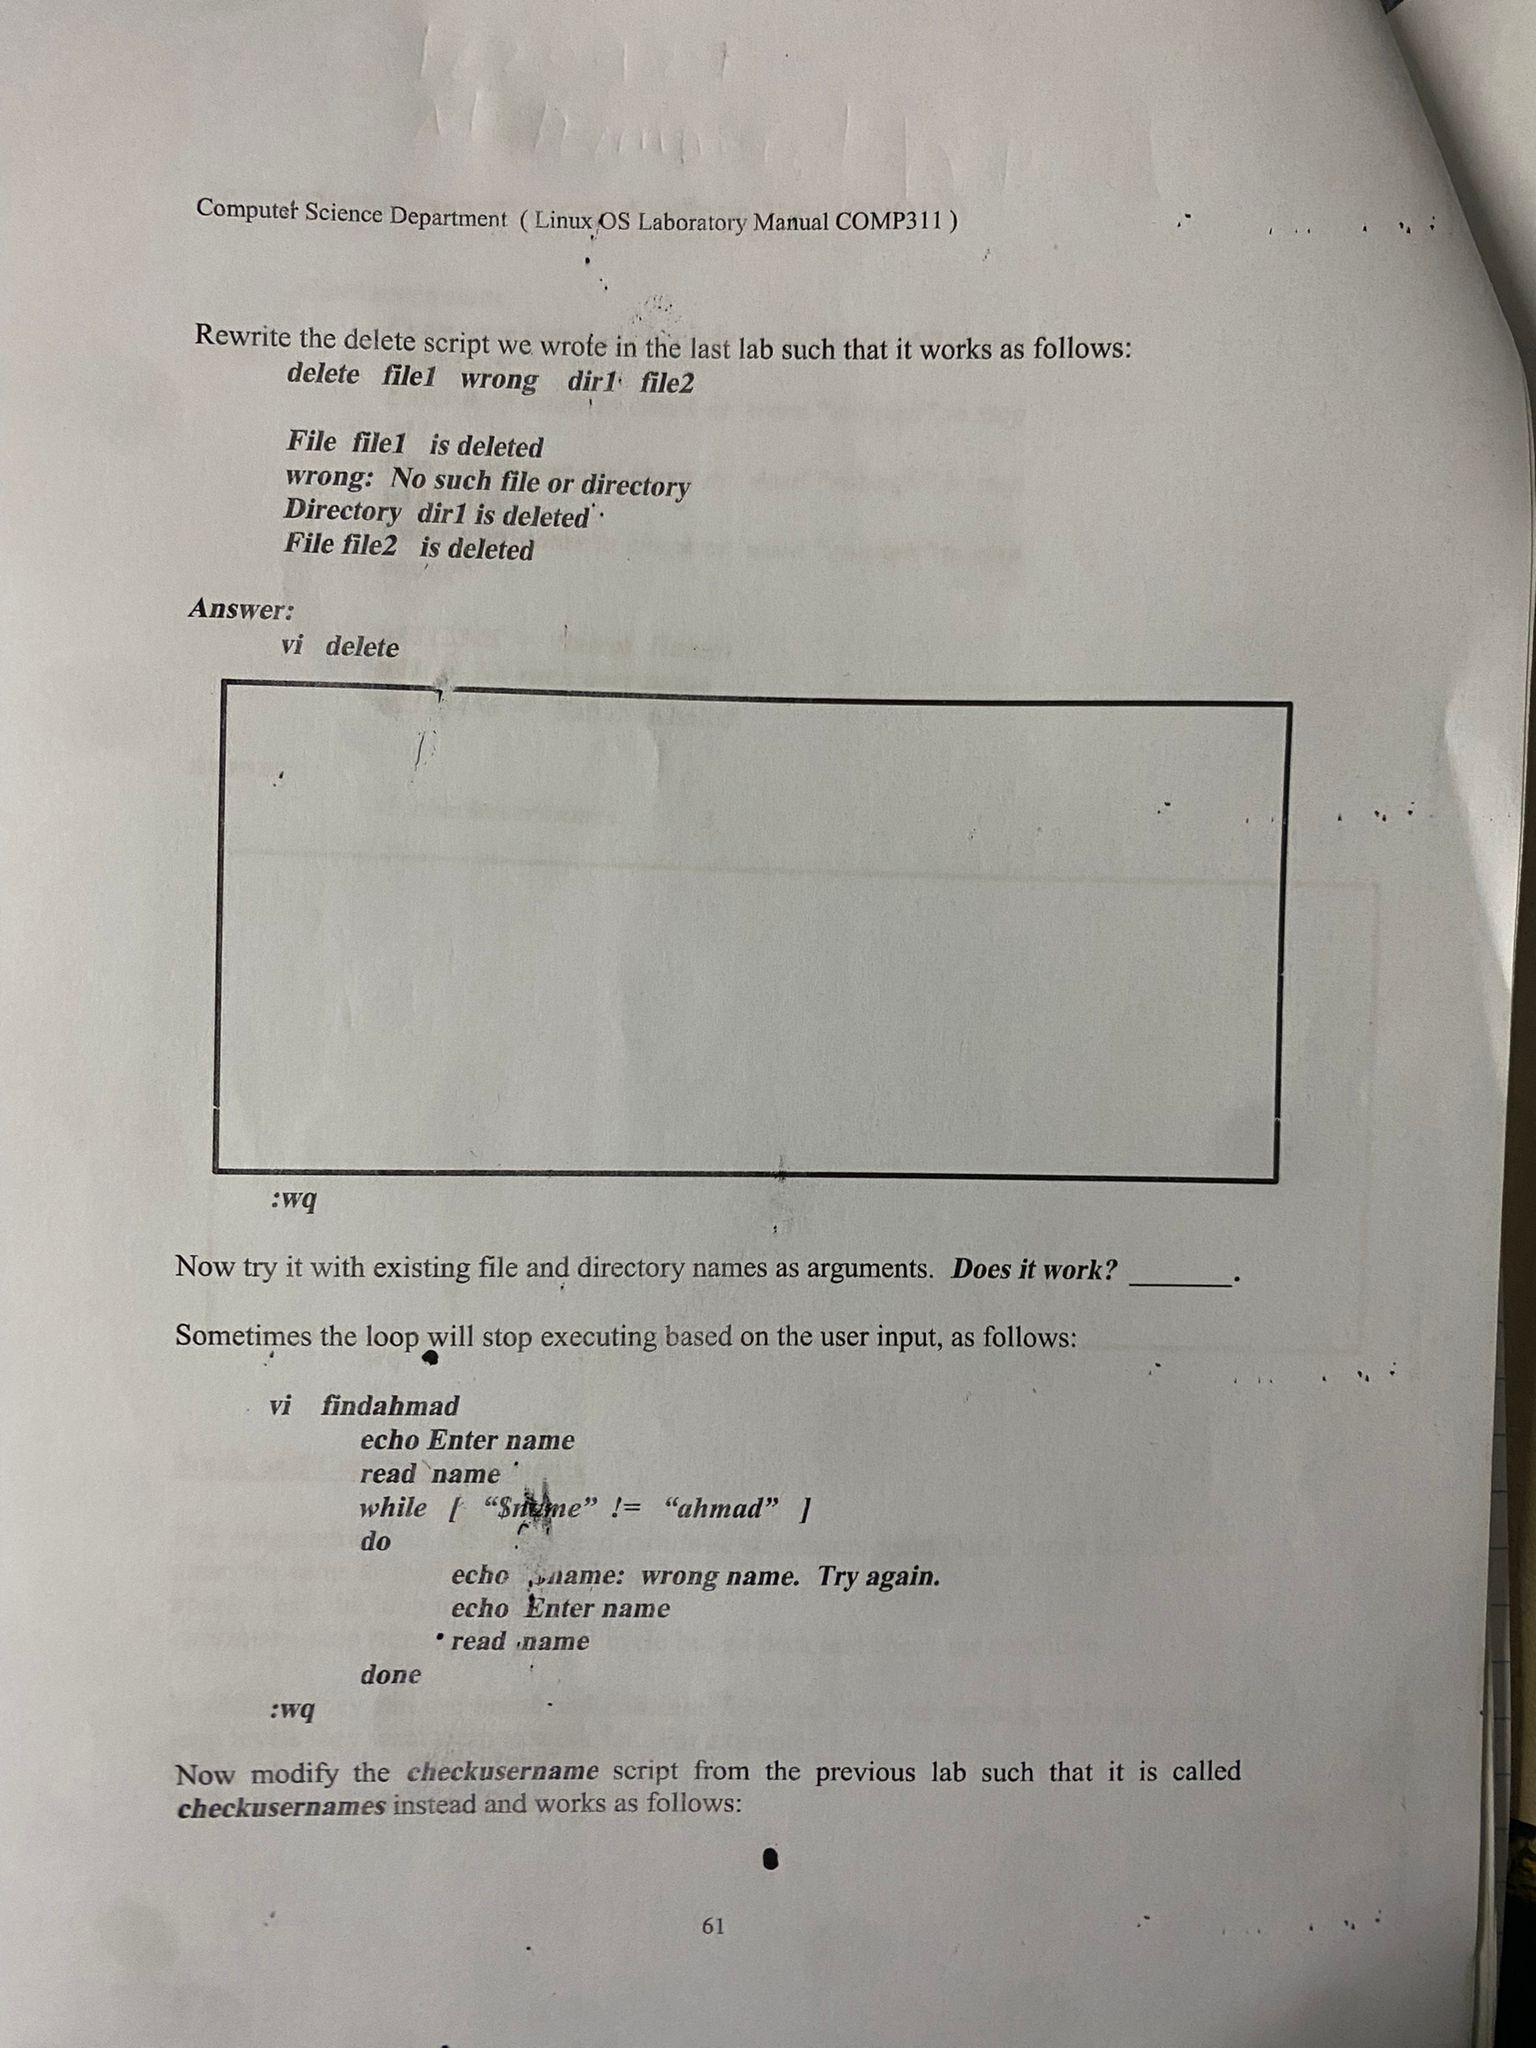 Computer Science Department ( Linux OS Laboratory Manual COMP311 )
Rewrite the delete script we wrote in the last lab such that it works as follows:
delete file1 wrong dir1 file2
File file1 is deleted
wrong: No such file or directory
Directory dir1 is deleted
File file2 is deleted
Answer:
vi delete
:wq
Now try it with existing file and directory names as arguments. Does it work? _______.
Sometimes the loop will stop executing based on the user input, as follows:
vi findahmad
echo Enter name
read name
while [ “$name” != “ahmad” ]
do
echo $name: wrong name. Try again.
echo Enter name
read name
done
:wq
Now modify the checkusername script from the previous lab such that it is called
checkusernames instead and works as follows:
61